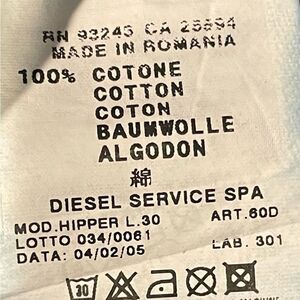 RN 93243 CA 25594
MADE IN ROMANIA
100% COTONE
COTTON
COTON
BAUMWOLLE
ALGODON
綿
DIESEL SERVICE SPA
MOD.HIPPER L.30 ART.60D
LOTTO 034/0061
DATA: 04/02/05 LAB. 301
30